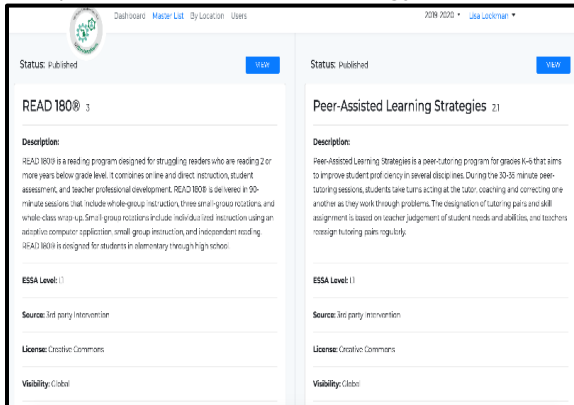 Dashboard Master List By Location Users 2019 2020 Lisa Lockman
Status: Published VIEW
READ 180® 3
Description:
READ 180® is a reading program designed for struggling readers who are reading 2 or
more years below grade level. It combines online and direct instruction, student
assessment, and teacher professional development. READ 180® is delivered in 90-
minute sessions that include whole-group instruction, three small-group rotations, and
whole-class wrap-up. Small-group rotations include individualized instruction using an
adaptive computer application, small group instruction, and independent reading.
READ 180® is designed for students in elementary through high school.
ESSA Level:
Source: 3rd party Intervention
License: Creative Commons
Visibility: Global
Status: Published VIEW
Peer-Assisted Learning Strategies 2.1
Description:
Peer-Assisted Learning Strategies is a peer-tutoring program for grades K-6 that aims
to improve student proficiency in several disciplines. During the 30-35 minute peer-
tutoring sessions, students take turns acting as the tutor, coaching and correcting one
another as they work through problems. The designation of tutoring pairs and skill
assignment is based on teacher judgement of student needs and abilities, and teachers
reassign tutoring pairs regularly.
ESSA Level:
Source: 3rd party Intervention
License: Creative Commons
Visibility: Global